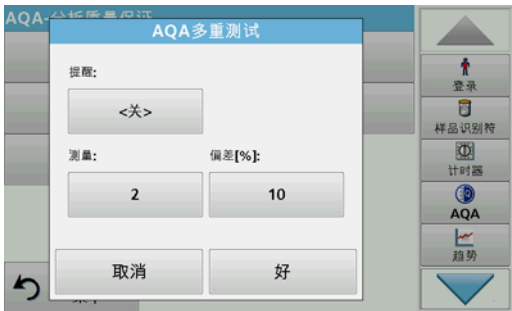 AQA-分析质量保证
AQA多重测试
提醒:
<关>
测量:
偏差[%]:
2
10
取消
好
登录
样品识别符
计时器
AQA
趋势